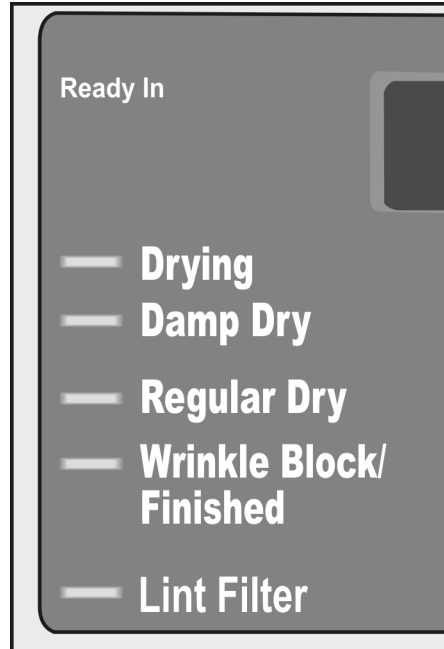 Ready In
Drying
Damp Dry
Regular Dry
Wrinkle Block/
Finished
Lint Filter